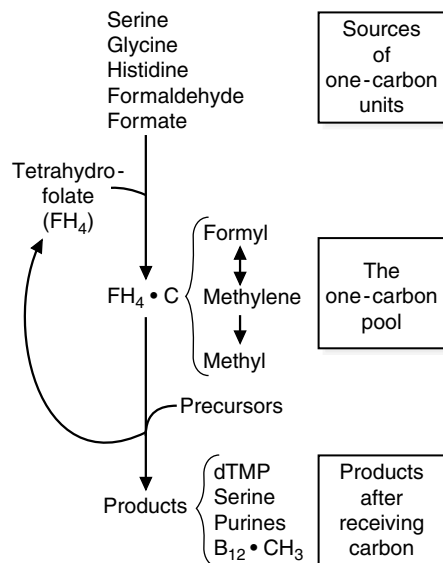 Serine
Glycine
Histidine
Formaldehyde
Formate
Sources
of
one-carbon
units
Tetrahydro-
folate
(FH₄)
FH₄ • C
Formyl
Methylene
Methyl
The
one-carbon
pool
Precursors
Products
dTMP
Serine
Purines
B₁₂ • CH₃
Products
after
receiving
carbon